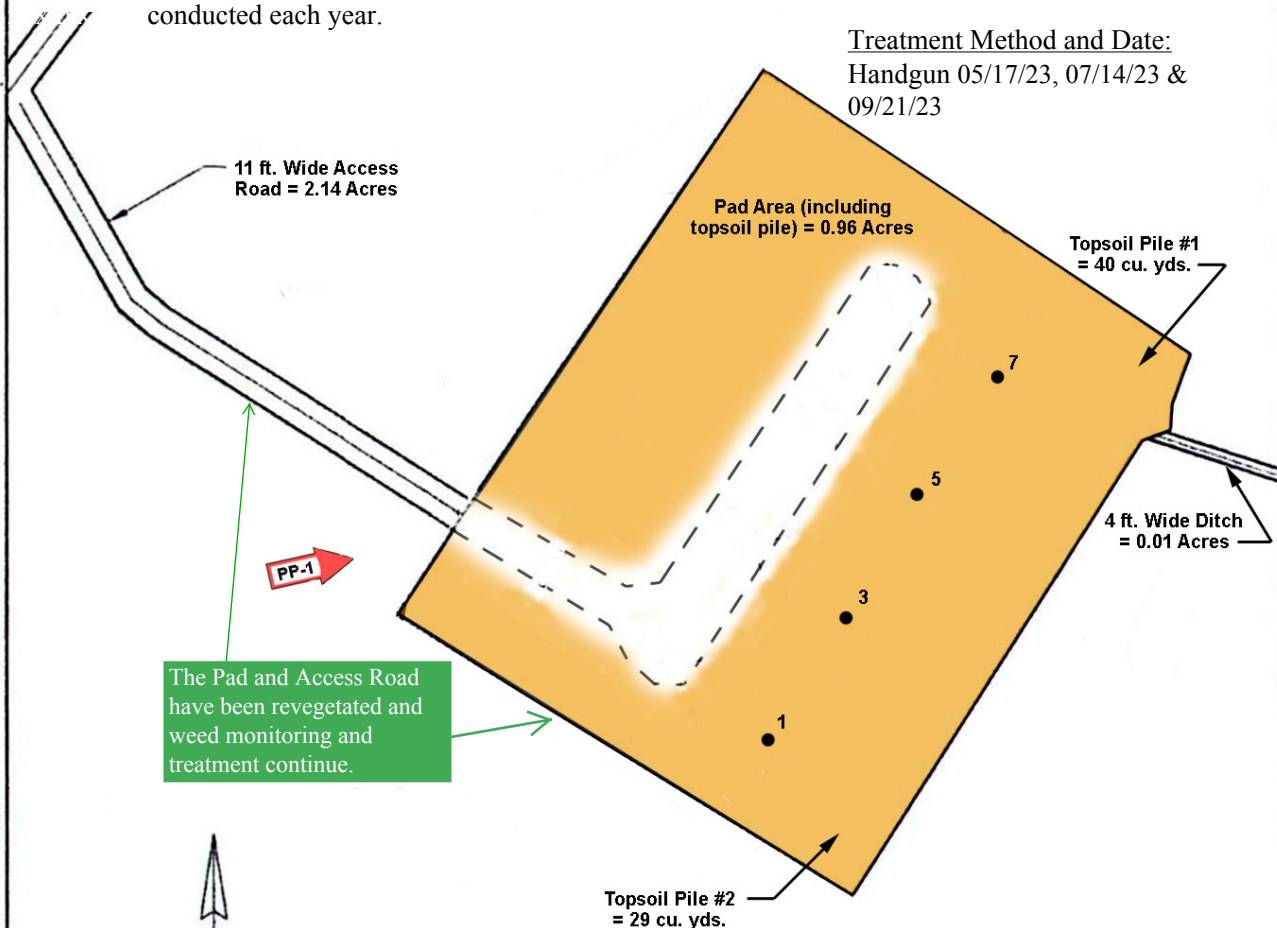 conducted each year.
Treatment Method and Date:
Handgun 05/17/23, 07/14/23 &
09/21/23
11 ft. Wide Access
Road = 2.14 Acres
Pad Area (including
topsoil pile) = 0.96 Acres
Topsoil Pile #1
= 40 cu. yds.
7
5
4 ft. Wide Ditch
= 0.01 Acres
PP-1
3
The Pad and Access Road
have been revegetated and
weed monitoring and
treatment continue.
1
Topsoil Pile #2
= 29 cu. yds.